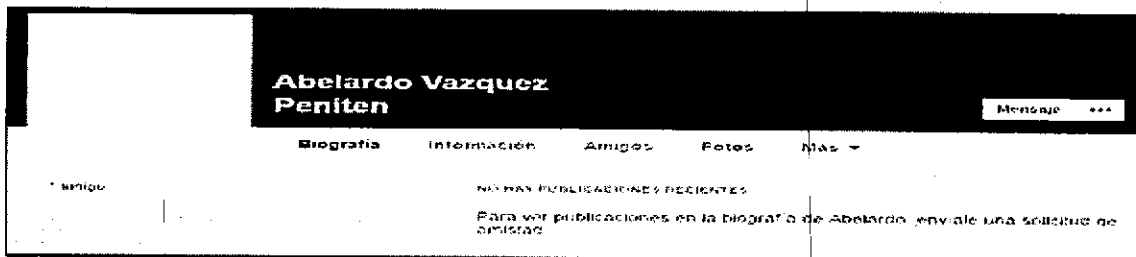 Abelardo Vazquez
Peniten
Mensaje •••
Biografía Información Amigos Fotos Más
1 amigo
NO HAY PUBLICACIONES RECIENTES
Para ver publicaciones en la biografía de Abelardo, envíale una solicitud de
amistad